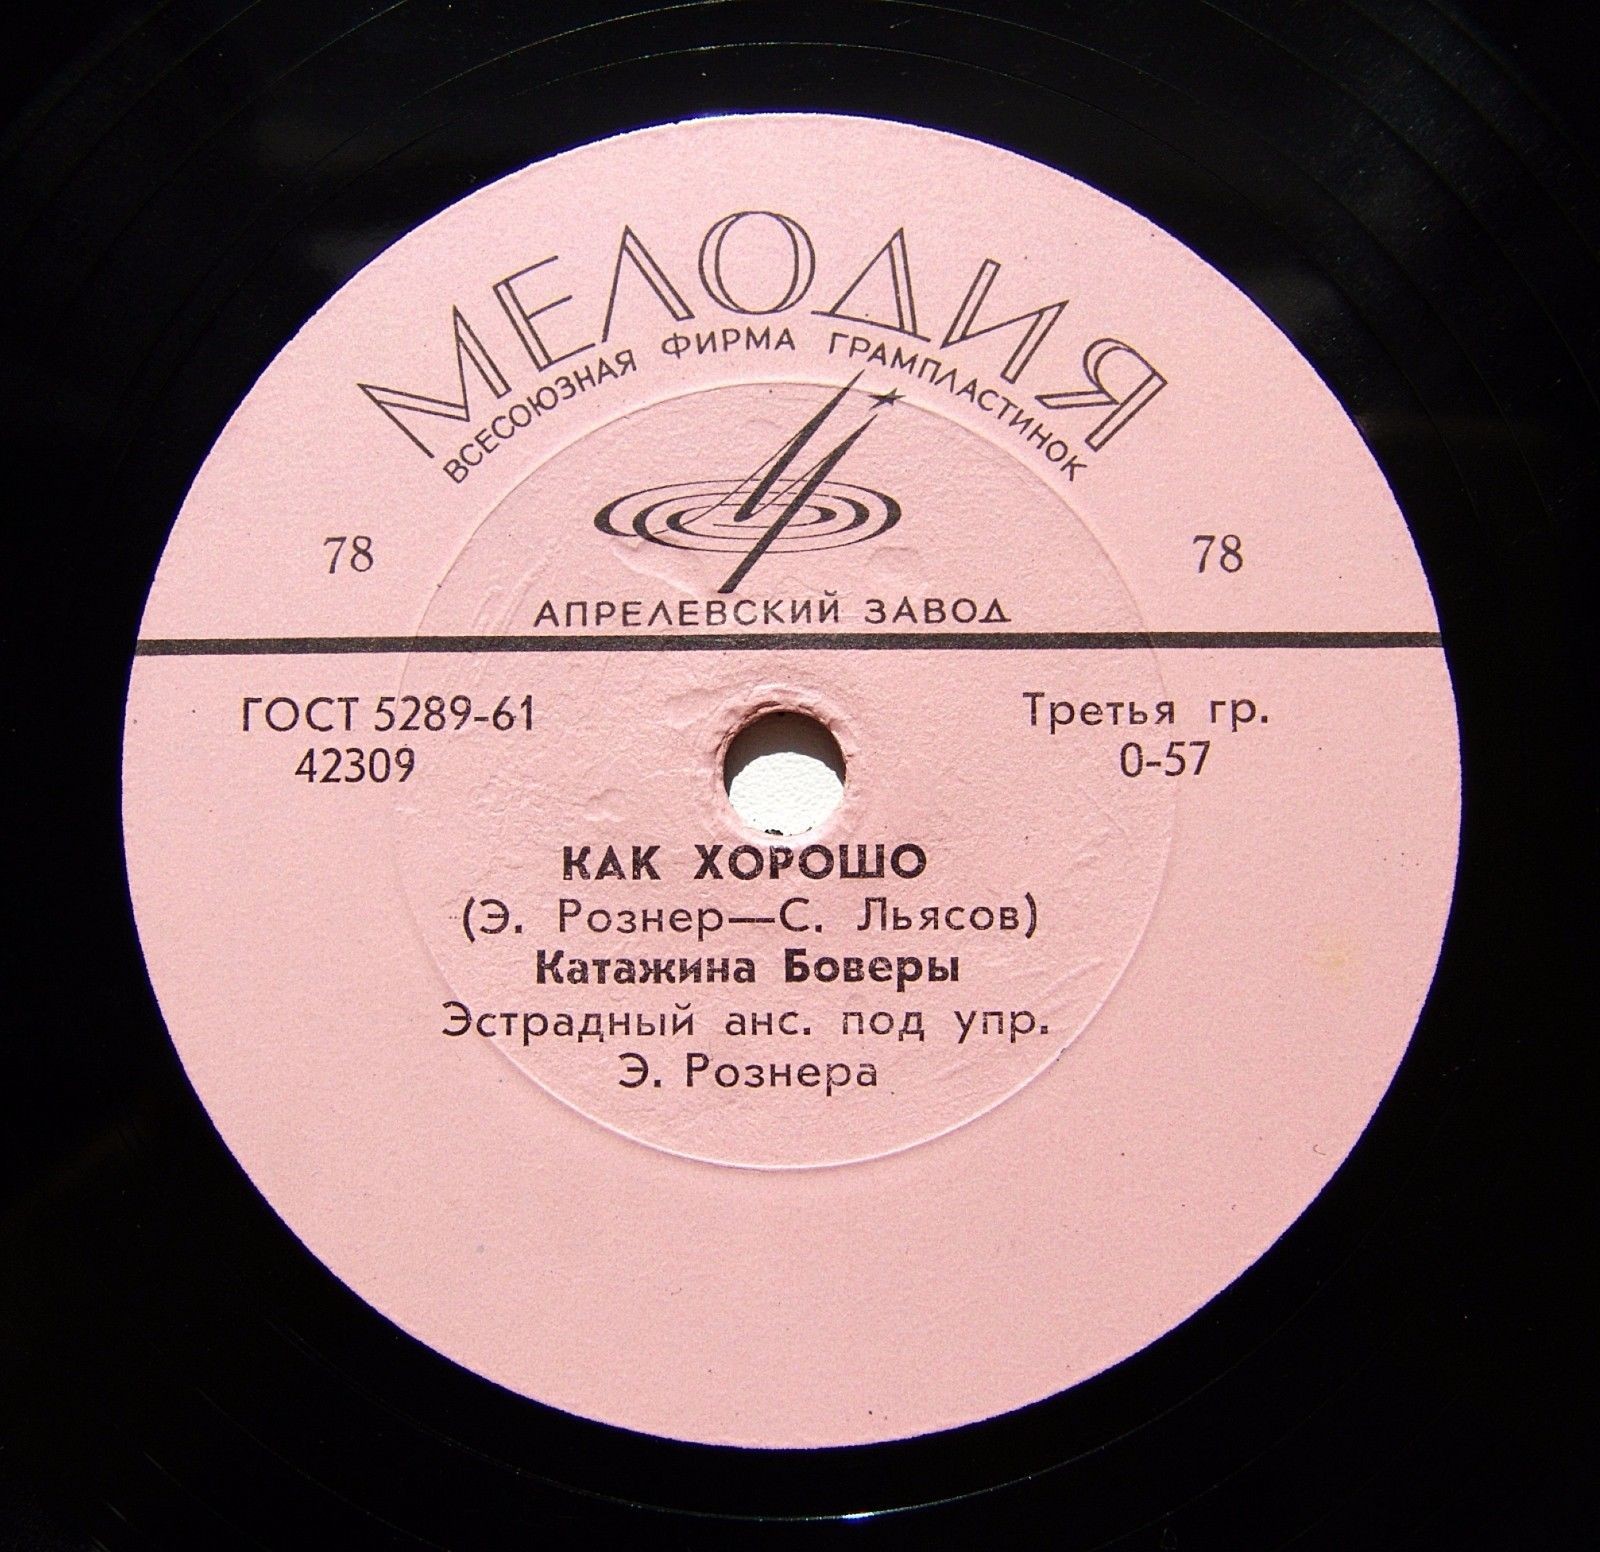 МЕЛОДИЯ
ВСЕСОЮЗНАЯ ФИРМА ГРАМПЛАСТИНОК
78 78
АПРЕЛЕВСКИЙ ЗАВОД
ГОСТ 5289-61 Третья гр.
42309 0-57
КАК ХОРОШО
(Э. Рознер—С. Льясов)
Катажина Боверы
Эстрадный анс. под упр.
Э. Рознера